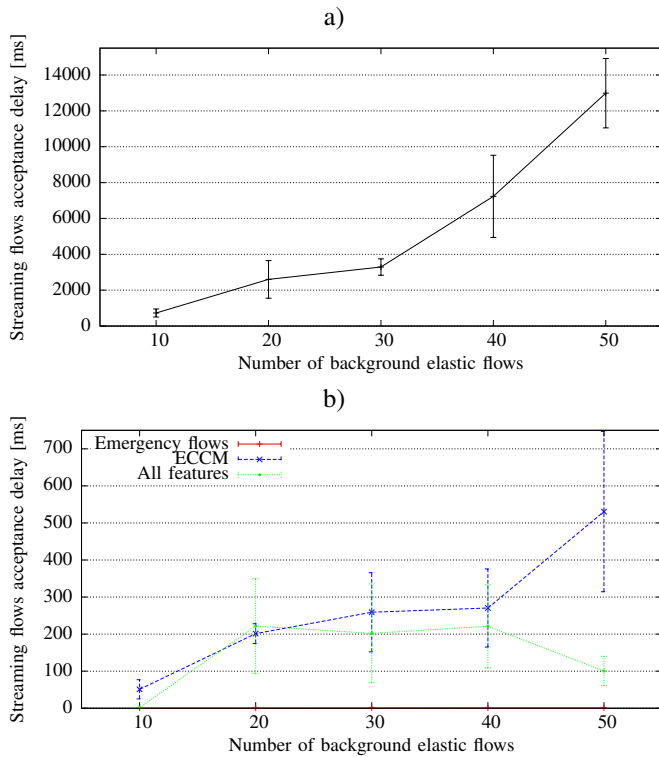 a)
Streaming flows acceptance delay [ms]
14000
12000
10000
8000
6000
4000
2000
0
10 20 30 40 50
Number of background elastic flows
b)
Streaming flows acceptance delay [ms]
700
600
500
400
300
200
100
0
Emergency flows
ECCM
All features
10 20 30 40 50
Number of background elastic flows